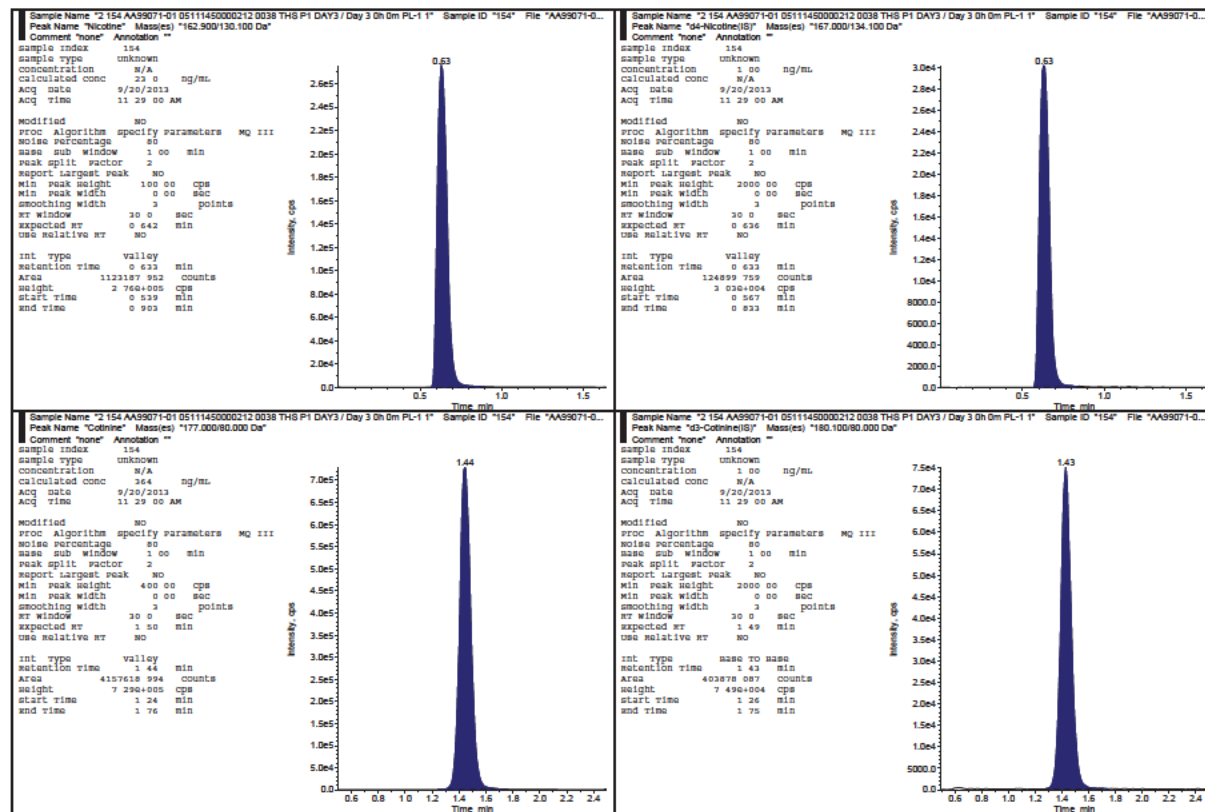 Sample Name "2 154 AA99071-01 05111450000212 0038 THS P1 DAY3 / Day 3 0h 0m PL-1 1" Sample ID "154" File "AA99071-0...
Peak Name "Nicotine" Mass(es) "162.900/130.100 Da"
Comment "none" Annotation ""
Sample Index 154
Sample Type Unknown
Concentration N/A
Calculated Conc 23 0 ng/mL
Acq Date 9/20/2013
Acq Time 11 29 00 AM
Modified NO
Proc Algorithm Specify Parameters MQ III
Noise Percentage 80
Base Sub Window 1 00 min
Peak Split Factor 2
Report Largest Peak NO
Min Peak Height 100 00 cps
Min Peak Width 0 00 sec
Smoothing Width 3 points
RT Window 30 0 sec
Expected RT 0 642 min
Use Relative RT NO
Int Type Valley
Retention Time 0 633 min
Area 1123187 952 counts
Height 2 76e+005 cps
Start Time 0 539 min
End Time 0 903 min
0.63
2.6e5
2.4e5
2.2e5
2.0e5
1.8e5
1.6e5
1.4e5
1.2e5
1.0e5
8.0e4
6.0e4
4.0e4
2.0e4
0.0
Intensity, cps
0.5 1.0 1.5
Time min
Sample Name "2 154 AA99071-01 05111450000212 0038 THS P1 DAY3 / Day 3 0h 0m PL-1 1" Sample ID "154" File "AA99071-0...
Peak Name "d4-Nicotine(IS)" Mass(es) "167.000/134.100 Da"
Comment "none" Annotation ""
Sample Index 154
Sample Type Unknown
Concentration 1 00 ng/mL
Calculated Conc N/A
Acq Date 9/20/2013
Acq Time 11 29 00 AM
Modified NO
Proc Algorithm Specify Parameters MQ III
Noise Percentage 80
Base Sub Window 1 00 min
Peak Split Factor 2
Report Largest Peak NO
Min Peak Height 2000 00 cps
Min Peak Width 0 00 sec
Smoothing Width 3 points
RT Window 30 0 sec
Expected RT 0 636 min
Use Relative RT NO
Int Type Valley
Retention Time 0 633 min
Area 124899 759 counts
Height 3 03e+004 cps
Start Time 0 567 min
End Time 0 833 min
0.63
3.0e4
2.8e4
2.6e4
2.4e4
2.2e4
2.0e4
1.8e4
1.6e4
1.4e4
1.2e4
1.0e4
8000.0
6000.0
4000.0
2000.0
0.0
Intensity, cps
0.5 1.0 1.5
Time min
Sample Name "2 154 AA99071-01 05111450000212 0038 THS P1 DAY3 / Day 3 0h 0m PL-1 1" Sample ID "154" File "AA99071-0...
Peak Name "Cotinine" Mass(es) "177.000/80.000 Da"
Comment "none" Annotation ""
Sample Index 154
Sample Type Unknown
Concentration N/A
Calculated Conc 364 ng/mL
Acq Date 9/20/2013
Acq Time 11 29 00 AM
Modified NO
Proc Algorithm Specify Parameters MQ III
Noise Percentage 80
Base Sub Window 1 00 min
Peak Split Factor 2
Report Largest Peak NO
Min Peak Height 400 00 cps
Min Peak Width 0 00 sec
Smoothing Width 3 points
RT Window 30 0 sec
Expected RT 1 50 min
Use Relative RT NO
Int Type Valley
Retention Time 1 44 min
Area 4157618 994 counts
Height 7 29e+005 cps
Start Time 1 24 min
End Time 1 76 min
1.44
7.0e5
6.5e5
6.0e5
5.5e5
5.0e5
4.5e5
4.0e5
3.5e5
3.0e5
2.5e5
2.0e5
1.5e5
1.0e5
5.0e4
0.0
Intensity, cps
0.6 0.8 1.0 1.2 1.4 1.6 1.8 2.0 2.2 2.4
Time min
Sample Name "2 154 AA99071-01 05111450000212 0038 THS P1 DAY3 / Day 3 0h 0m PL-1 1" Sample ID "154" File "AA99071-0...
Peak Name "d3-Cotinine(IS)" Mass(es) "180.100/80.000 Da"
Comment "none" Annotation ""
Sample Index 154
Sample Type Unknown
Concentration 1 00 ng/mL
Calculated Conc N/A
Acq Date 9/20/2013
Acq Time 11 29 00 AM
Modified NO
Proc Algorithm Specify Parameters MQ III
Noise Percentage 80
Base Sub Window 1 00 min
Peak Split Factor 2
Report Largest Peak NO
Min Peak Height 2000 00 cps
Min Peak Width 0 00 sec
Smoothing Width 3 points
RT Window 30 0 sec
Expected RT 1 49 min
Use Relative RT NO
Int Type Base To Base
Retention Time 1 43 min
Area 403878 087 counts
Height 7 49e+004 cps
Start Time 1 26 min
End Time 1 75 min
1.43
7.5e4
7.0e4
6.5e4
6.0e4
5.5e4
5.0e4
4.5e4
4.0e4
3.5e4
3.0e4
2.5e4
2.0e4
1.5e4
1.0e4
5000.0
0.0
Intensity, cps
0.6 0.8 1.0 1.2 1.4 1.6 1.8 2.0 2.2 2.4
Time min